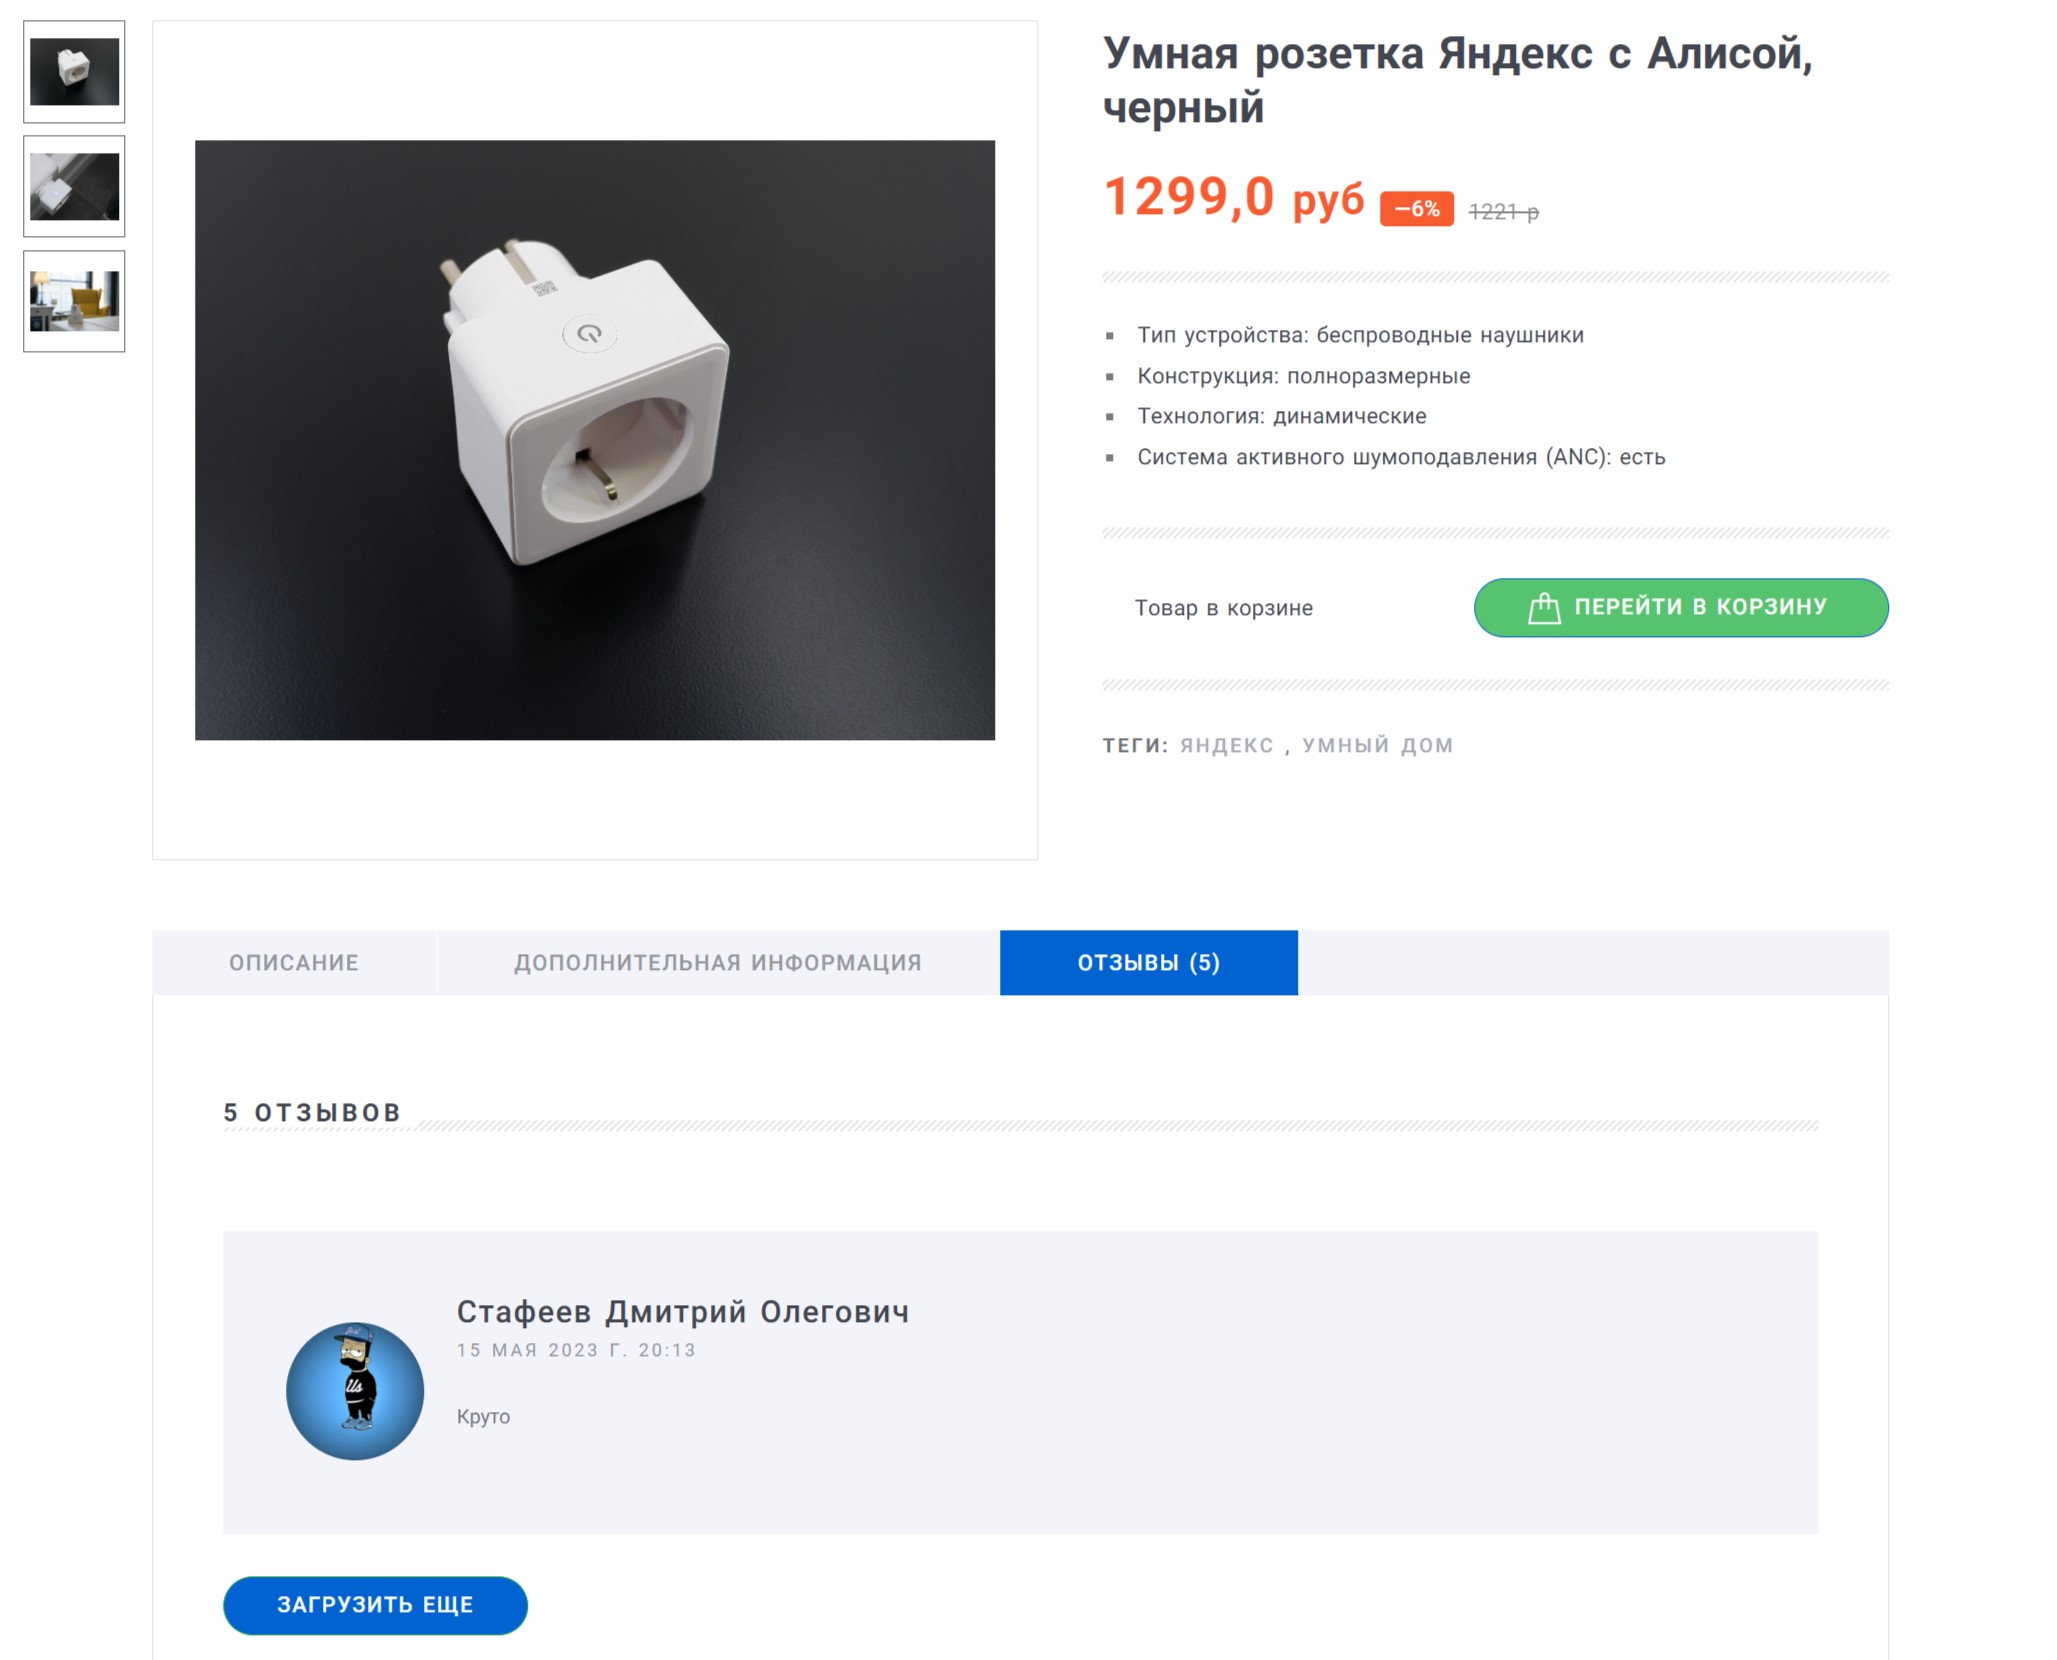 Умная розетка Яндекс с Алисой,
черный
1299,0 руб –6% 1221 р
Тип устройства: беспроводные наушники
Конструкция: полноразмерные
Технология: динамические
Система активного шумоподавления (ANC): есть
Товар в корзине
ПЕРЕЙТИ В КОРЗИНУ
ТЕГИ: ЯНДЕКС , УМНЫЙ ДОМ
ОПИСАНИЕ
ДОПОЛНИТЕЛЬНАЯ ИНФОРМАЦИЯ
ОТЗЫВЫ (5)
5 ОТЗЫВОВ
Стафеев Дмитрий Олегович
15 МАЯ 2023 Г. 20:13
Круто
ЗАГРУЗИТЬ ЕЩЕ